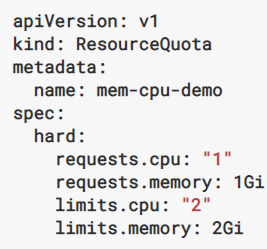 apiVersion: v1
kind: ResourceQuota
metadata:
  name: mem-cpu-demo
spec:
  hard:
    requests.cpu: "1"
    requests.memory: 1Gi
    limits.cpu: "2"
    limits.memory: 2Gi